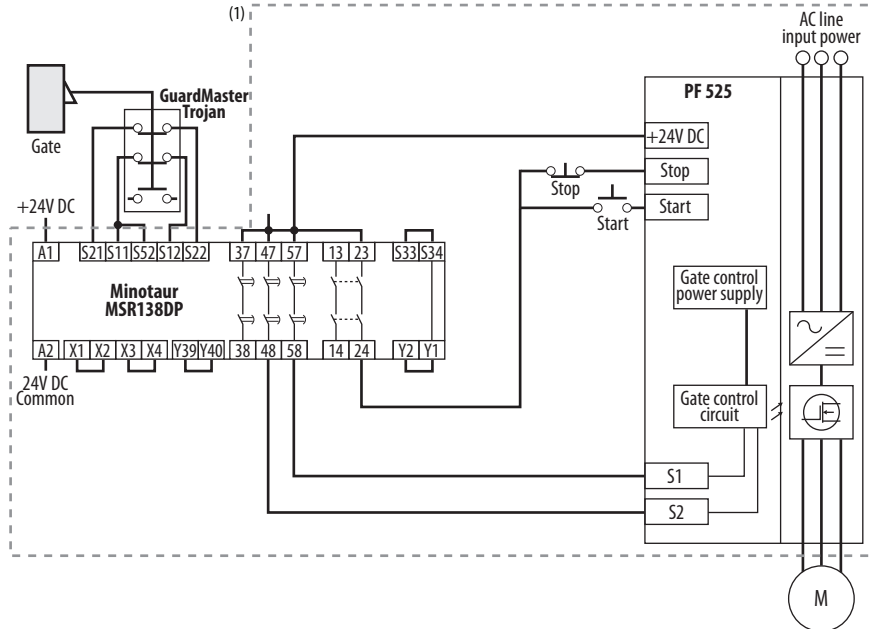 (1)
AC line
input power
GuardMaster
Trojan
PF 525
Gate
+24V DC
Stop
Stop
Start
Start
+24V DC
A1 S21 S11 S52 S12 S22 37 47 57 13 23 S33 S34
Minotaur
MSR138DP
Gate control
power supply
A2 X1 X2 X3 X4 Y39 Y40 38 48 58 14 24 Y2 Y1
24V DC
Common
Gate control
circuit
S1
S2
M